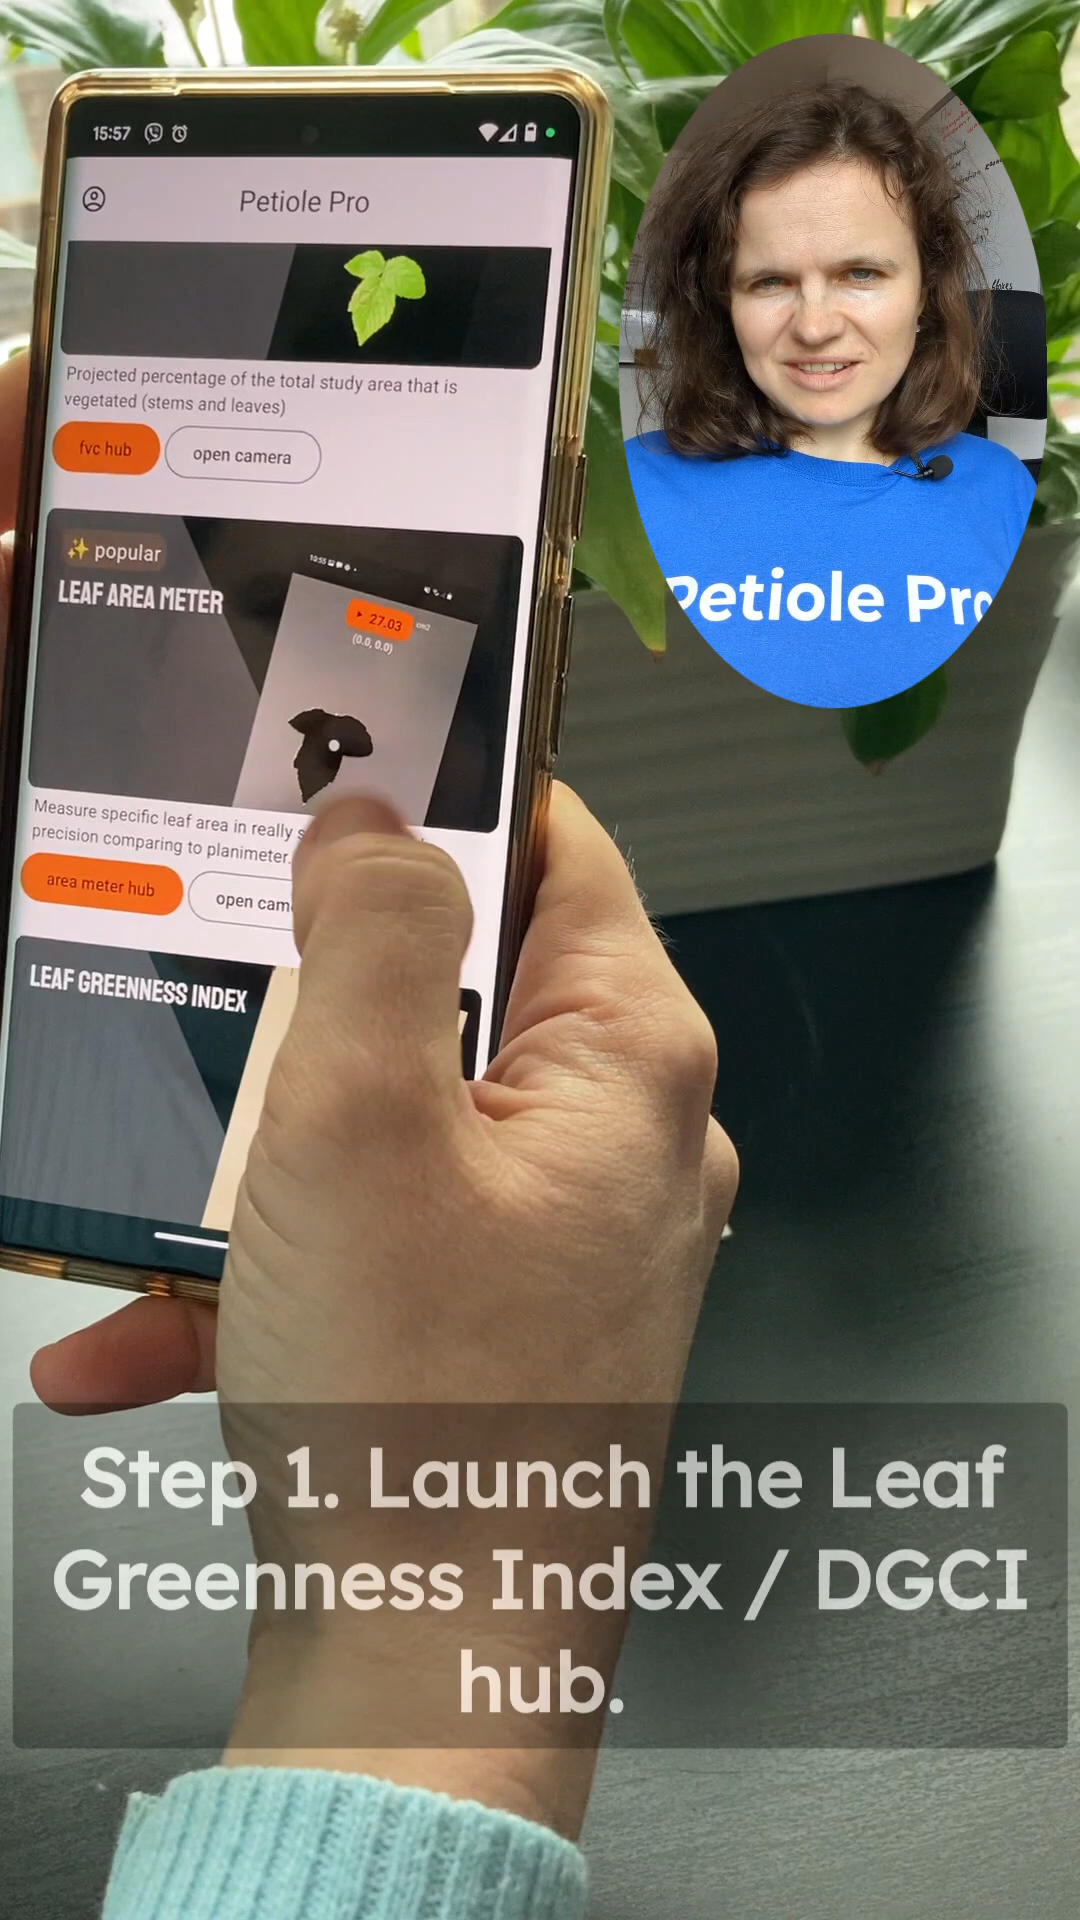 15:57
Petiole Pro
Projected percentage of the total study area that is
vegetated (stems and leaves)
fvc hub
open camera
✨ popular
LEAF AREA METER
10:55
27.03 cm2
(0.0, 0.0)
Measure specific leaf area in really
precision comparing to planimeter.
area meter hub
open cam
LEAF GREENNESS INDEX
Petiole Pro
Step 1. Launch the Leaf
Greenness Index / DGCI
hub.